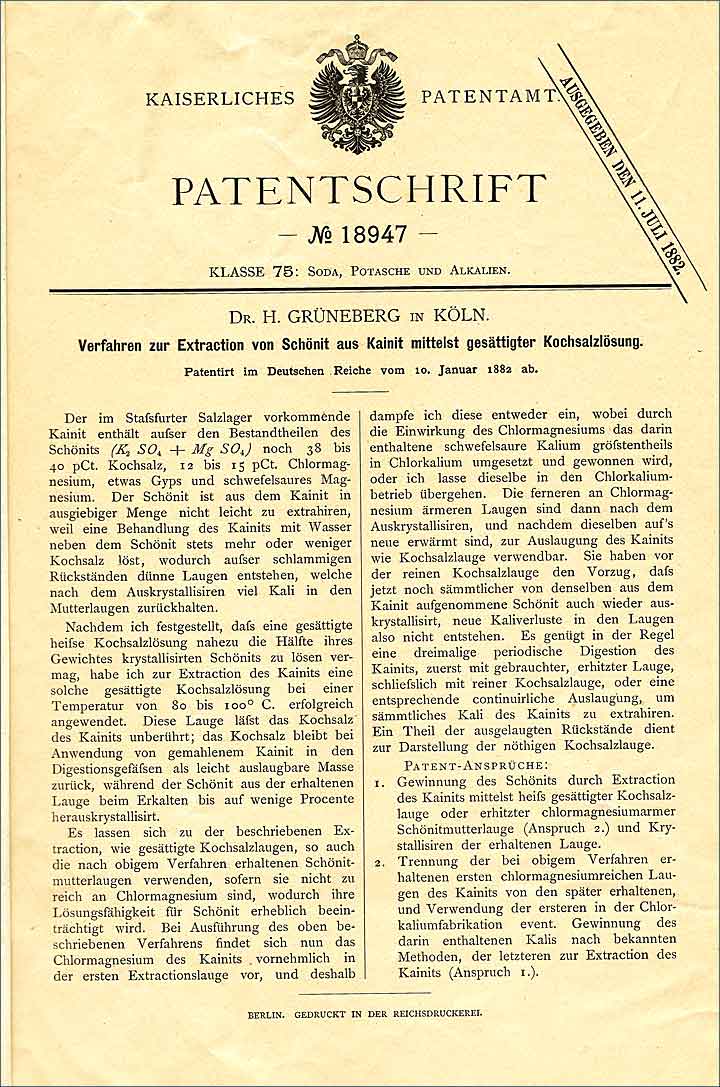 KAISERLICHES PATENTAMT.
AUSGEGEBEN DEN 11. JULI 1882.
PATENTSCHRIFT
— № 18947 —
KLASSE 75: SODA, POTASCHE UND ALKALIEN.
DR. H. GRÜNEBERG IN KÖLN.
Verfahren zur Extraction von Schönit aus Kainit mittelst gesättigter Kochsalzlösung.
Patentirt im Deutschen Reiche vom 10. Januar 1882 ab.
Der im Stafsfurter Salzlager vorkommende
Kainit enthält aufser den Bestandtheilen des
Schönits (K₂ SO₄ + Mg SO₄) noch 38 bis
40 pCt. Kochsalz, 12 bis 15 pCt. Chlormag-
nesium, etwas Gyps und schwefelsaures Mag-
nesium. Der Schönit ist aus dem Kainit in
ausgiebiger Menge nicht leicht zu extrahiren,
weil eine Behandlung des Kainits mit Wasser
neben dem Schönit stets mehr oder weniger
Kochsalz löst, wodurch aufser schlammigen
Rückständen dünne Laugen entstehen, welche
nach dem Auskrystallisiren viel Kali in den
Mutterlaugen zurückhalten.
Nachdem ich festgestellt, dafs eine gesättigte
heifse Kochsalzlösung nahezu die Hälfte ihres
Gewichtes krystallisirten Schönits zu lösen ver-
mag, habe ich zur Extraction des Kainits eine
solche gesättigte Kochsalzlösung bei einer
Temperatur von 80 bis 100° C. erfolgreich
angewendet. Diese Lauge läfst das Kochsalz
des Kainits unberührt; das Kochsalz bleibt bei
Anwendung von gemahlenem Kainit in den
Digestionsgefäfsen als leicht auslaugbare Masse
zurück, während der Schönit aus der erhaltenen
Lauge beim Erkalten bis auf wenige Procente
herauskrystallisirt.
Es lassen sich zu der beschriebenen Ex-
traction, wie gesättigte Kochsalzlaugen, so auch
die nach obigem Verfahren erhaltenen Schönit-
mutterlaugen verwenden, sofern sie nicht zu
reich an Chlormagnesium sind, wodurch ihre
Lösungsfähigkeit für Schönit erheblich beein-
trächtigt wird. Bei Ausführung des oben be-
schriebenen Verfahrens findet sich nun das
Chlormagnesium des Kainits vornehmlich in
der ersten Extractionslauge vor, und deshalb
dampfe ich diese entweder ein, wobei durch
die Einwirkung des Chlormagnesiums das darin
enthaltene schwefelsaure Kalium gröfstentheils
in Chlorkalium umgesetzt und gewonnen wird,
oder ich lasse dieselbe in den Chlorkalium-
betrieb übergehen. Die ferneren an Chlormag-
nesium ärmeren Laugen sind dann nach dem
Auskrystallisiren, und nachdem dieselben auf's
neue erwärmt sind, zur Auslaugung des Kainits
wie Kochsalzlauge verwendbar. Sie haben vor
der reinen Kochsalzlauge den Vorzug, dafs
jetzt noch sämmtlicher von denselben aus dem
Kainit aufgenommene Schönit auch wieder aus-
krystallisirt, neue Kaliverluste in den Laugen
also nicht entstehen. Es genügt in der Regel
eine dreimalige periodische Digestion des
Kainits, zuerst mit gebrauchter, erhitzter Lauge,
schliefslich mit reiner Kochsalzlauge, oder eine
entsprechende continuirliche Auslaugung, um
sämmtliches Kali des Kainits zu extrahiren.
Ein Theil der ausgelaugten Rückstände dient
zur Darstellung der nöthigen Kochsalzlauge.
PATENT-ANSPRÜCHE:
1. Gewinnung des Schönits durch Extraction
des Kainits mittelst heifs gesättigter Kochsalz-
lauge oder erhitzter chlormagnesiumarmer
Schönitmutterlauge (Anspruch 2.) und Kry-
stallisiren der erhaltenen Lauge.
2. Trennung der bei obigem Verfahren er-
haltenen ersten chlormagnesiumreichen Lau-
gen des Kainits von den später erhaltenen,
und Verwendung der ersteren in der Chlor-
kaliumfabrikation event. Gewinnung des
darin enthaltenen Kalis nach bekannten
Methoden, der letzteren zur Extraction des
Kainits (Anspruch 1.).
BERLIN. GEDRUCKT IN DER REICHSDRUCKEREI.